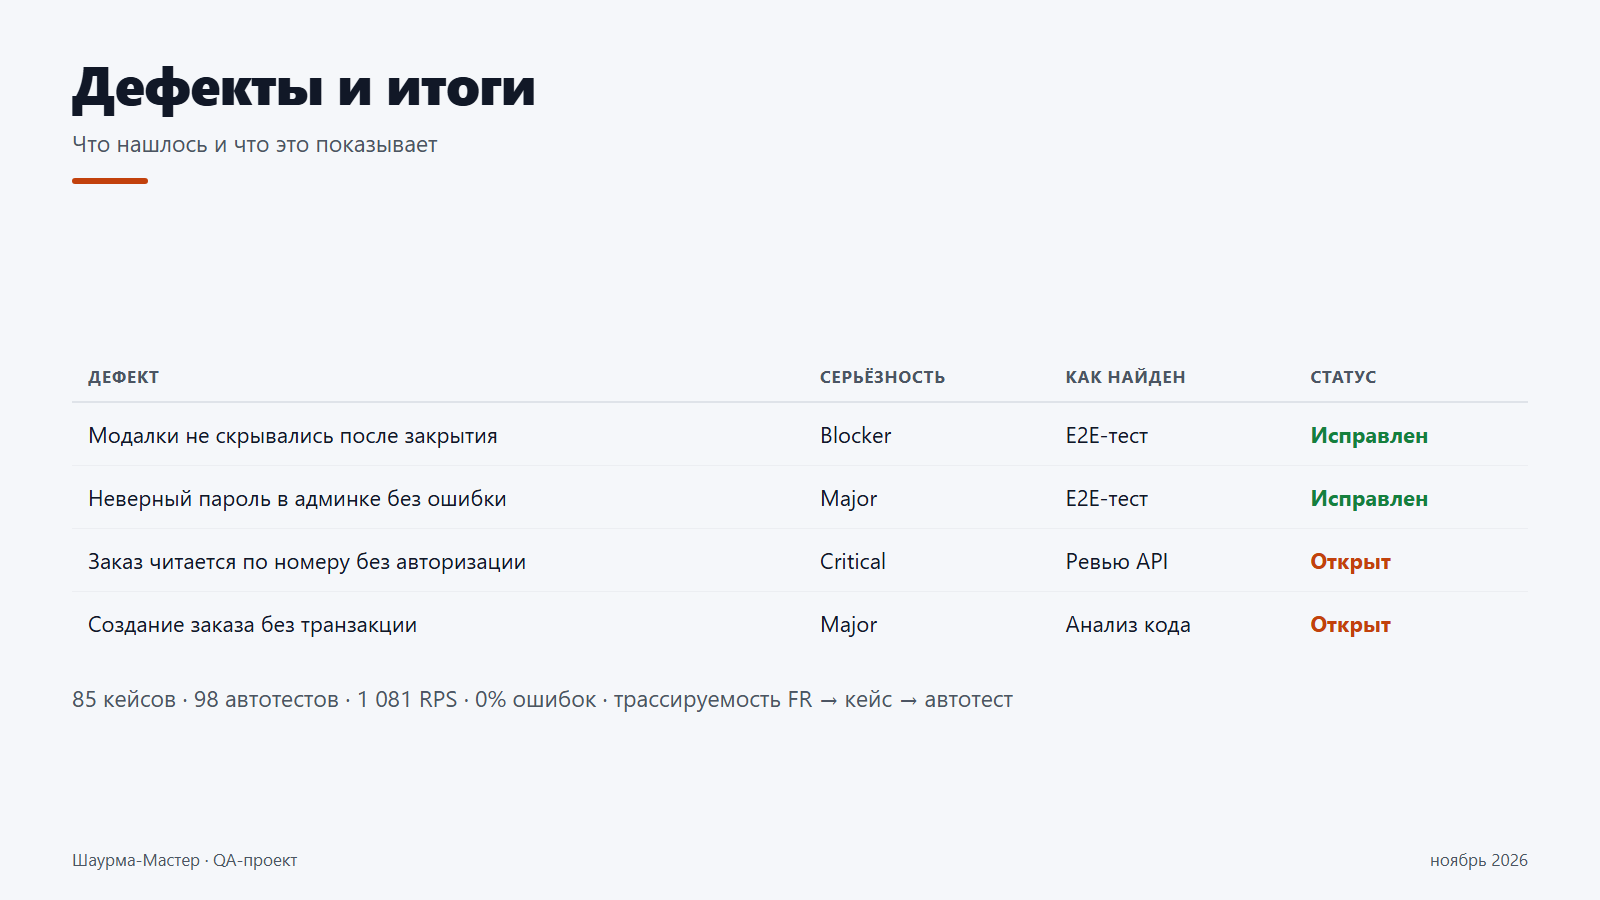 Дефекты и итоги
Что нашлось и что это показывает
ДЕФЕКТ СЕРЬЁЗНОСТЬ КАК НАЙДЕН СТАТУС
Модалки не скрывались после закрытия Blocker E2E-тест Исправлен
Неверный пароль в админке без ошибки Major E2E-тест Исправлен
Заказ читается по номеру без авторизации Critical Ревью API Открыт
Создание заказа без транзакции Major Анализ кода Открыт
85 кейсов · 98 автотестов · 1 081 RPS · 0% ошибок · трассируемость FR → кейс → автотест
Шаурма-Мастер · QA-проект ноябрь 2026